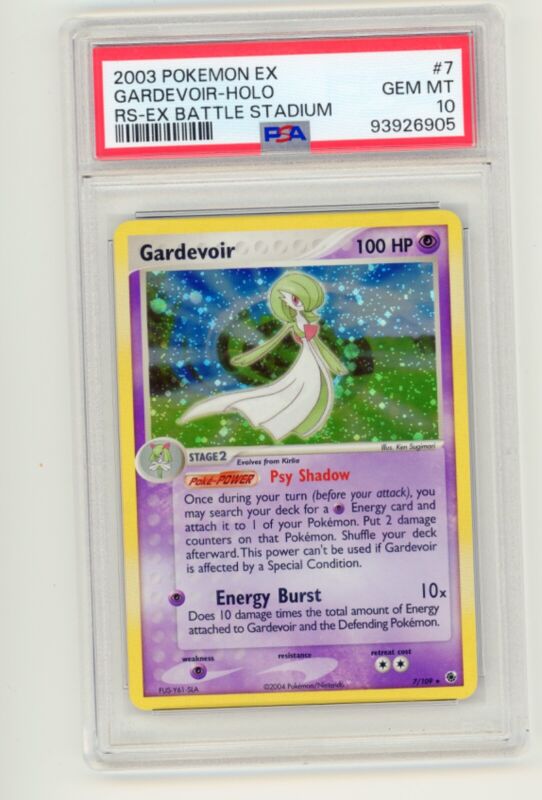 2003 POKEMON EX #7
GARDEVOIR-HOLO GEM MT
RS-EX BATTLE STADIUM 10
PSA 93926905
Gardevoir 100 HP
Illus. Ken Sugimori
STAGE 2 Evolves from Kirlia
Poké-POWER Psy Shadow
Once during your turn (before your attack), you
may search your deck for a Energy card and
attach it to 1 of your Pokémon. Put 2 damage
counters on that Pokémon. Shuffle your deck
afterward. This power can't be used if Gardevoir
is affected by a Special Condition.
Energy Burst 10x
Does 10 damage times the total amount of Energy
attached to Gardevoir and the Defending Pokémon.
weakness resistance retreat cost
FUS-Y61-SLA ©2004 Pokémon/Nintendo 7/109 ★